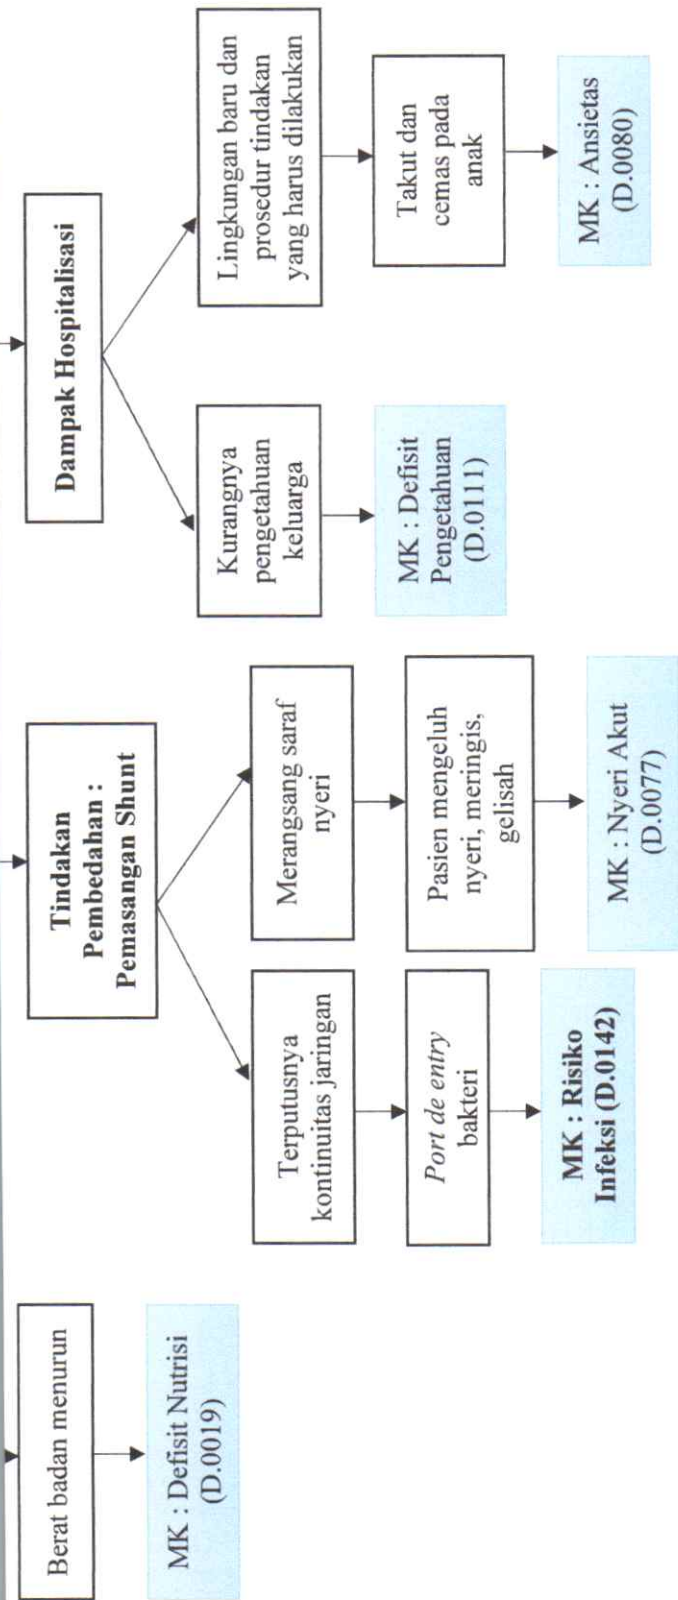 Berat badan menurun
MK : Defisit Nutrisi
(D.0019)
Tindakan
Pembedahan :
Pemasangan Shunt
Terputusnya
kontinuitas jaringan
Port de entry
bakteri
MK : Risiko
Infeksi (D.0142)
Merangsang saraf
nyeri
Pasien mengeluh
nyeri, meringis,
gelisah
MK : Nyeri Akut
(D.0077)
Dampak Hospitalisasi
Kurangnya
pengetahuan
keluarga
MK : Defisit
Pengetahuan
(D.0111)
Lingkungan baru dan
prosedur tindakan
yang harus dilakukan
Takut dan
cemas pada
anak
MK : Ansietas
(D.0080)